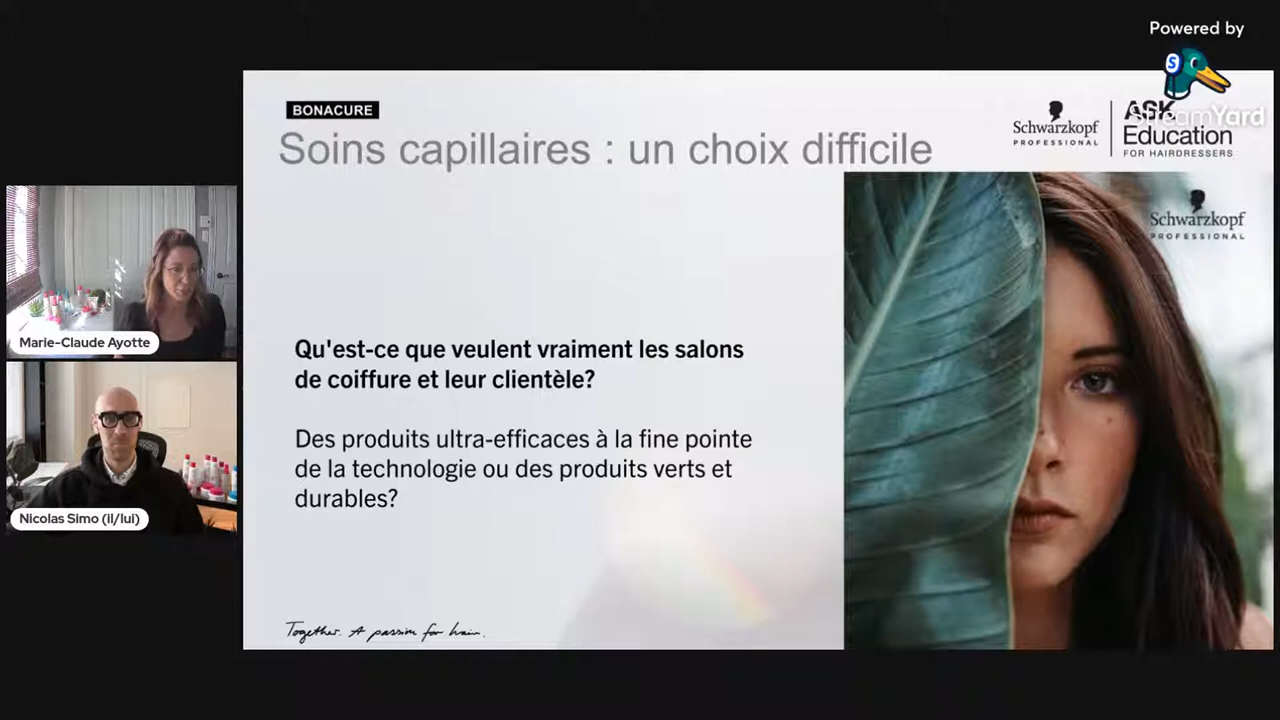 Powered by
StreamYard
BONACURE
Soins capillaires : un choix difficile
Schwarzkopf
PROFESSIONAL
ASK
Education
FOR HAIRDRESSERS
Schwarzkopf
PROFESSIONAL
Marie-Claude Ayotte
Nicolas Simo (il/lui)
Qu'est-ce que veulent vraiment les salons
de coiffure et leur clientèle?
Des produits ultra-efficaces à la fine pointe
de la technologie ou des produits verts et
durables?
Together. A passion for hair.